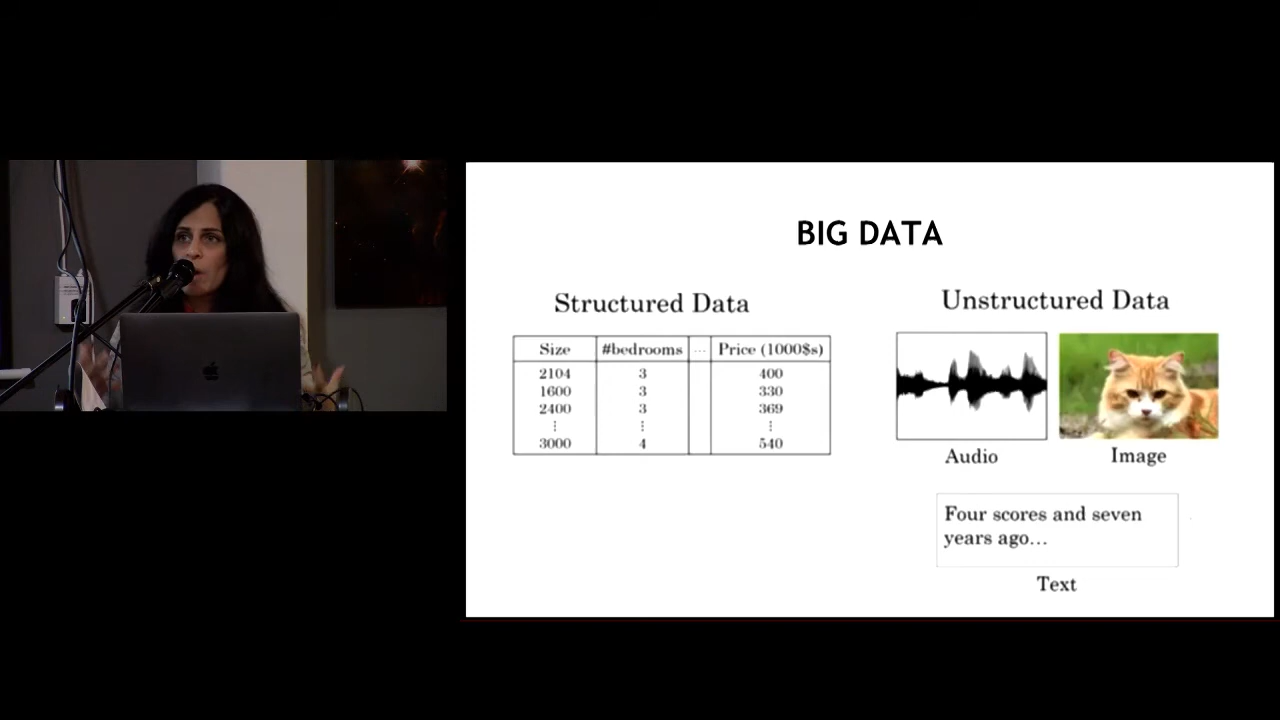 BIG DATA
Structured Data
Size #bedrooms ... Price (1000$s)
2104 3 400
1600 3 330
2400 3 369
⋮ ⋮ ⋮
3000 4 540
Unstructured Data
Audio
Image
Four scores and seven
years ago...
Text